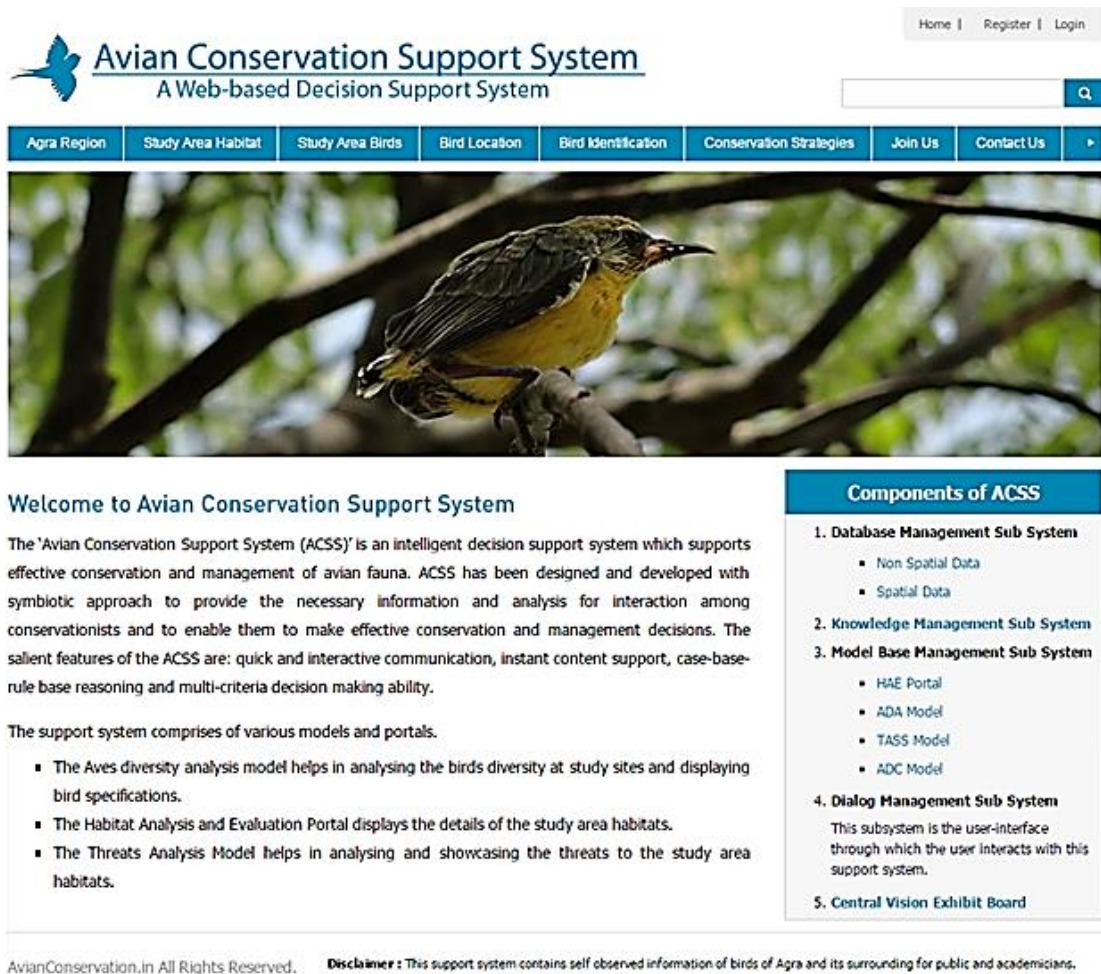 Home | Register | Login
Avian Conservation Support System
A Web-based Decision Support System
Agra Region
Study Area Habitat
Study Area Birds
Bird Location
Bird Identification
Conservation Strategies
Join Us
Contact Us
Welcome to Avian Conservation Support System
The 'Avian Conservation Support System (ACSS)' is an intelligent decision support system which supports
effective conservation and management of avian fauna. ACSS has been designed and developed with
symbiotic approach to provide the necessary information and analysis for interaction among
conservationists and to enable them to make effective conservation and management decisions. The
salient features of the ACSS are: quick and interactive communication, instant content support, case-base-
rule base reasoning and multi-criteria decision making ability.
The support system comprises of various models and portals.
▪ The Aves diversity analysis model helps in analysing the birds diversity at study sites and displaying
bird specifications.
▪ The Habitat Analysis and Evaluation Portal displays the details of the study area habitats.
▪ The Threats Analysis Model helps in analysing and showcasing the threats to the study area
habitats.
Components of ACSS
1. Database Management Sub System
▪ Non Spatial Data
▪ Spatial Data
2. Knowledge Management Sub System
3. Model Base Management Sub System
▪ HAE Portal
▪ ADA Model
▪ TASS Model
▪ ADC Model
4. Dialog Management Sub System
This subsystem is the user-interface
through which the user interacts with this
support system.
5. Central Vision Exhibit Board
AvianConservation.in All Rights Reserved.
Disclaimer : This support system contains self observed information of birds of Agra and its surrounding for public and academicians.